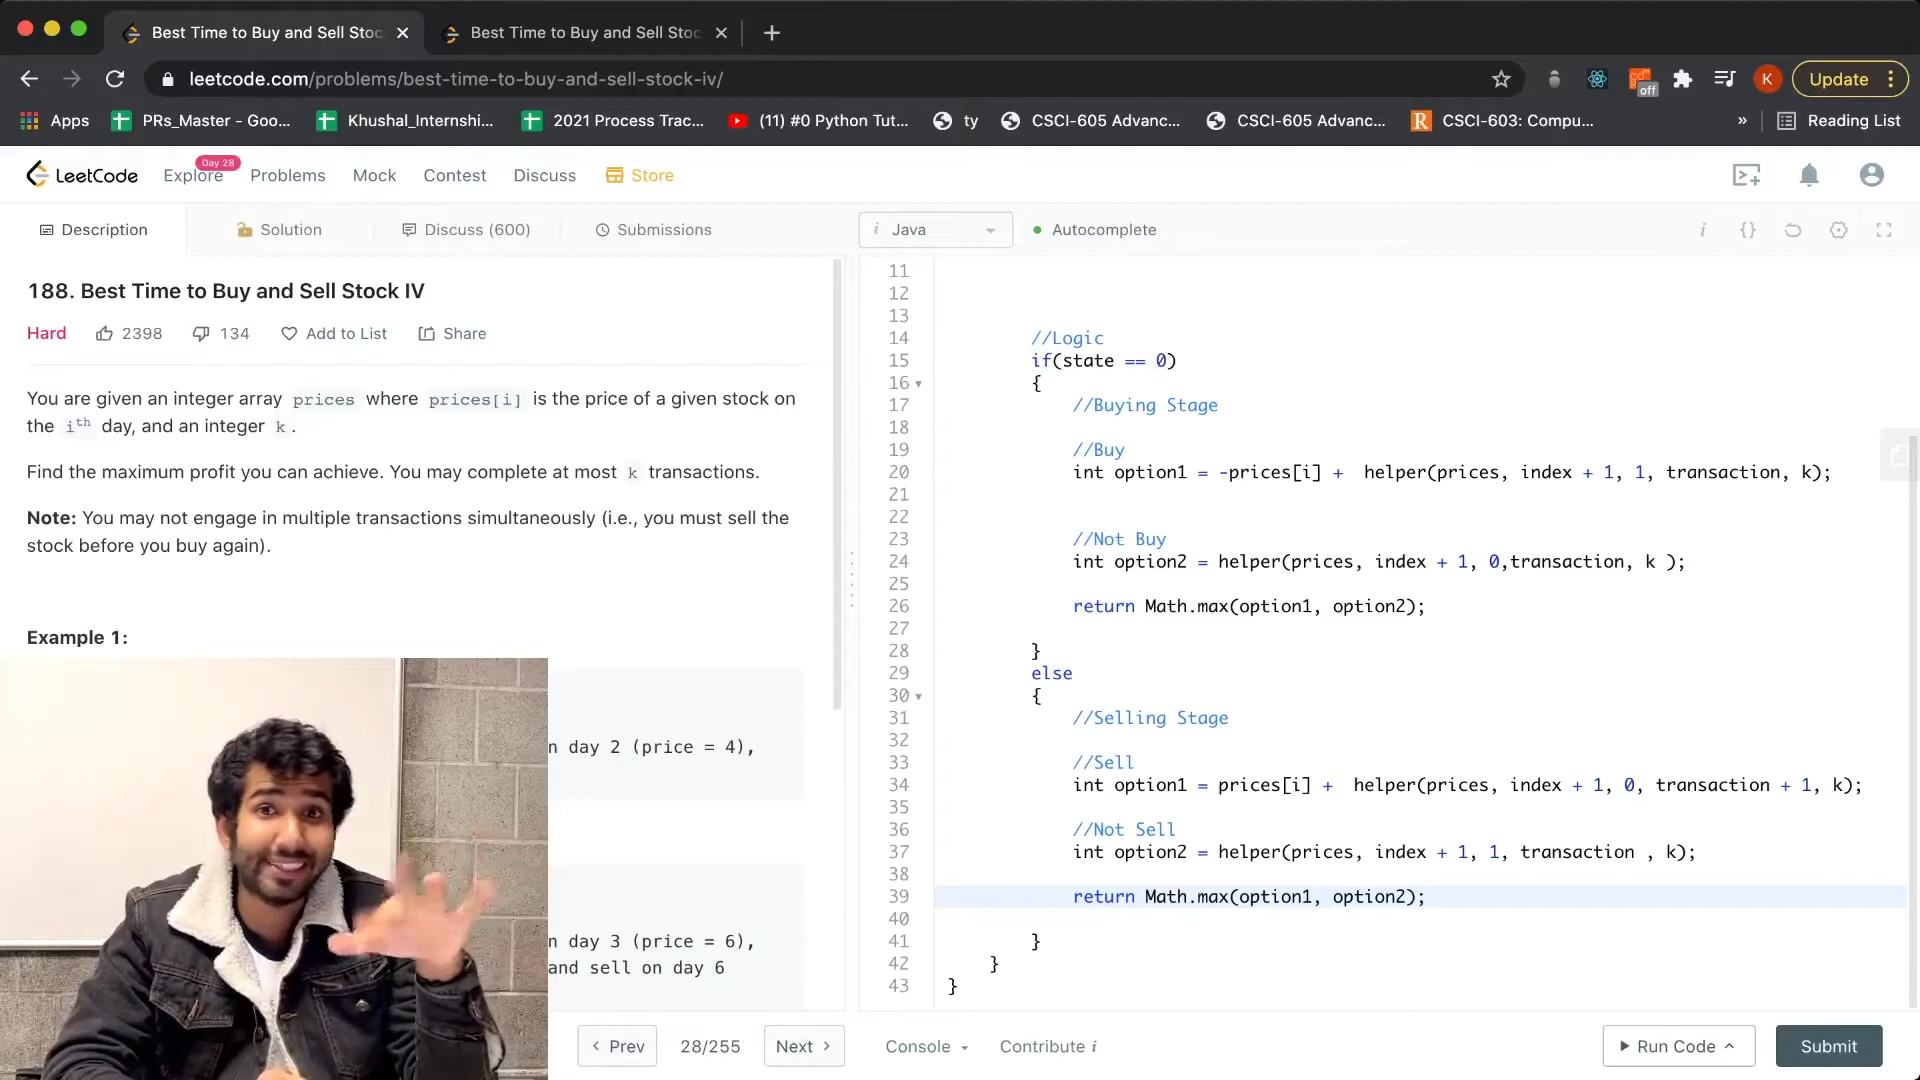 Best Time to Buy and Sell Stoc
Best Time to Buy and Sell Stoc
leetcode.com/problems/best-time-to-buy-and-sell-stock-iv/
off
K
Update
Apps
PRs_Master - Goo...
Khushal_Internshi...
2021 Process Trac...
(11) #0 Python Tut...
ty
CSCI-605 Advanc...
CSCI-605 Advanc...
R
CSCI-603: Compu...
»
Reading List
LeetCode
Explore
Day 28
Problems
Mock
Contest
Discuss
Store
Description
Solution
Discuss (600)
Submissions
i Java
Autocomplete
i {}
188. Best Time to Buy and Sell Stock IV
Hard 2398 134 Add to List Share
You are given an integer array prices where prices[i] is the price of a given stock on
the ith day, and an integer k.
Find the maximum profit you can achieve. You may complete at most k transactions.
Note: You may not engage in multiple transactions simultaneously (i.e., you must sell the
stock before you buy again).
Example 1:
n day 2 (price = 4),
n day 3 (price = 6),
and sell on day 6
11
12
13
14 //Logic
15 if(state == 0)
16 {
17 //Buying Stage
18
19 //Buy
20 int option1 = -prices[i] +  helper(prices, index + 1, 1, transaction, k);
21
22
23 //Not Buy
24 int option2 = helper(prices, index + 1, 0,transaction, k );
25
26 return Math.max(option1, option2);
27
28 }
29 else
30 {
31 //Selling Stage
32
33 //Sell
34 int option1 = prices[i] +  helper(prices, index + 1, 0, transaction + 1, k);
35
36 //Not Sell
37 int option2 = helper(prices, index + 1, 1, transaction , k);
38
39 return Math.max(option1, option2);
40
41 }
42 }
43 }
Prev
28/255
Next
Console
Contribute i
Run Code
Submit